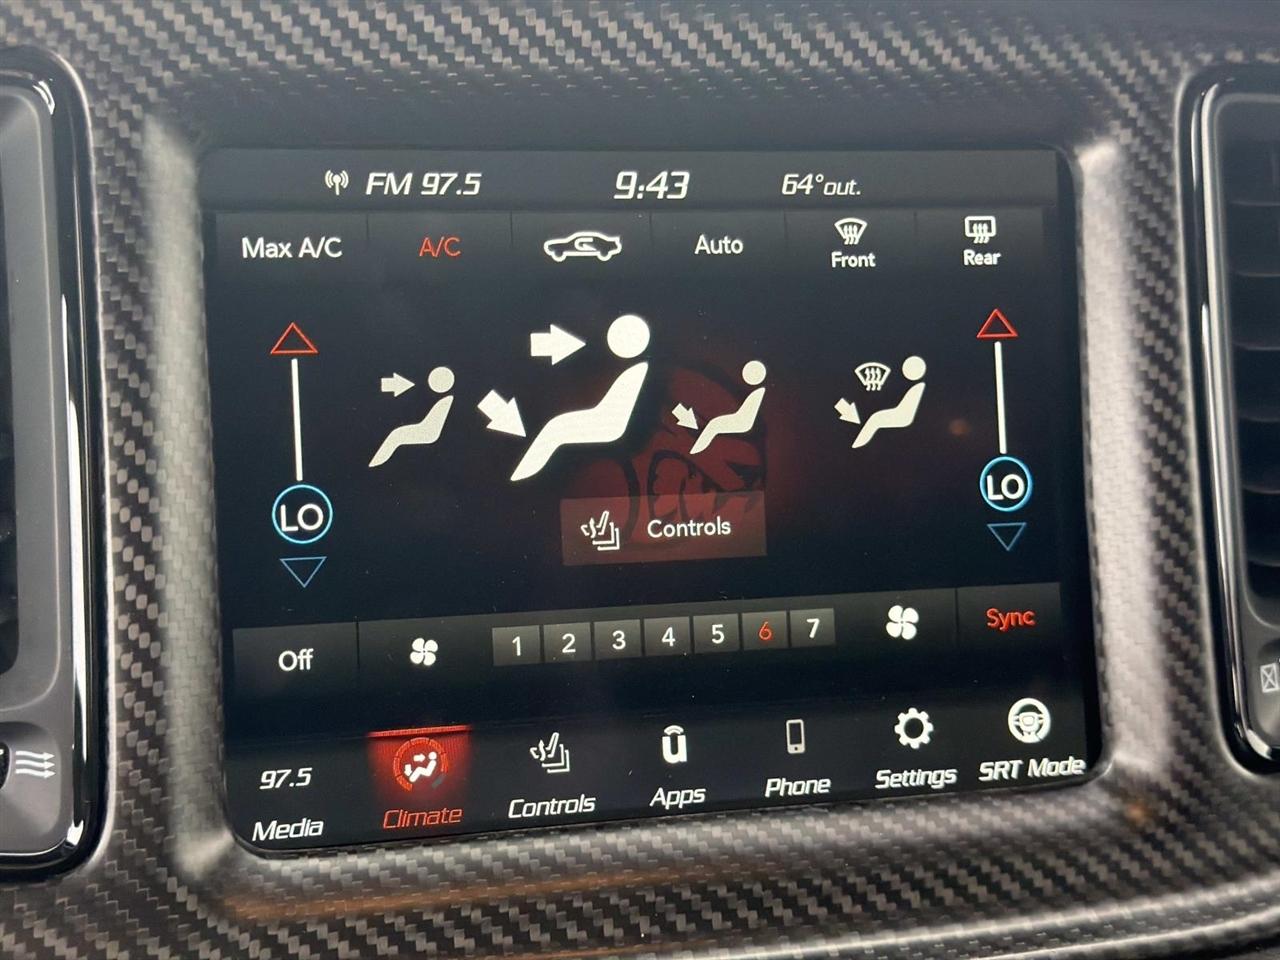 FM 97.5 9:43 64°out.
Max A/C A/C Auto Front Rear
LO LO
Controls
Off 1 2 3 4 5 6 7 Sync
97.5
Media Climate Controls Apps Phone Settings SRT Mode